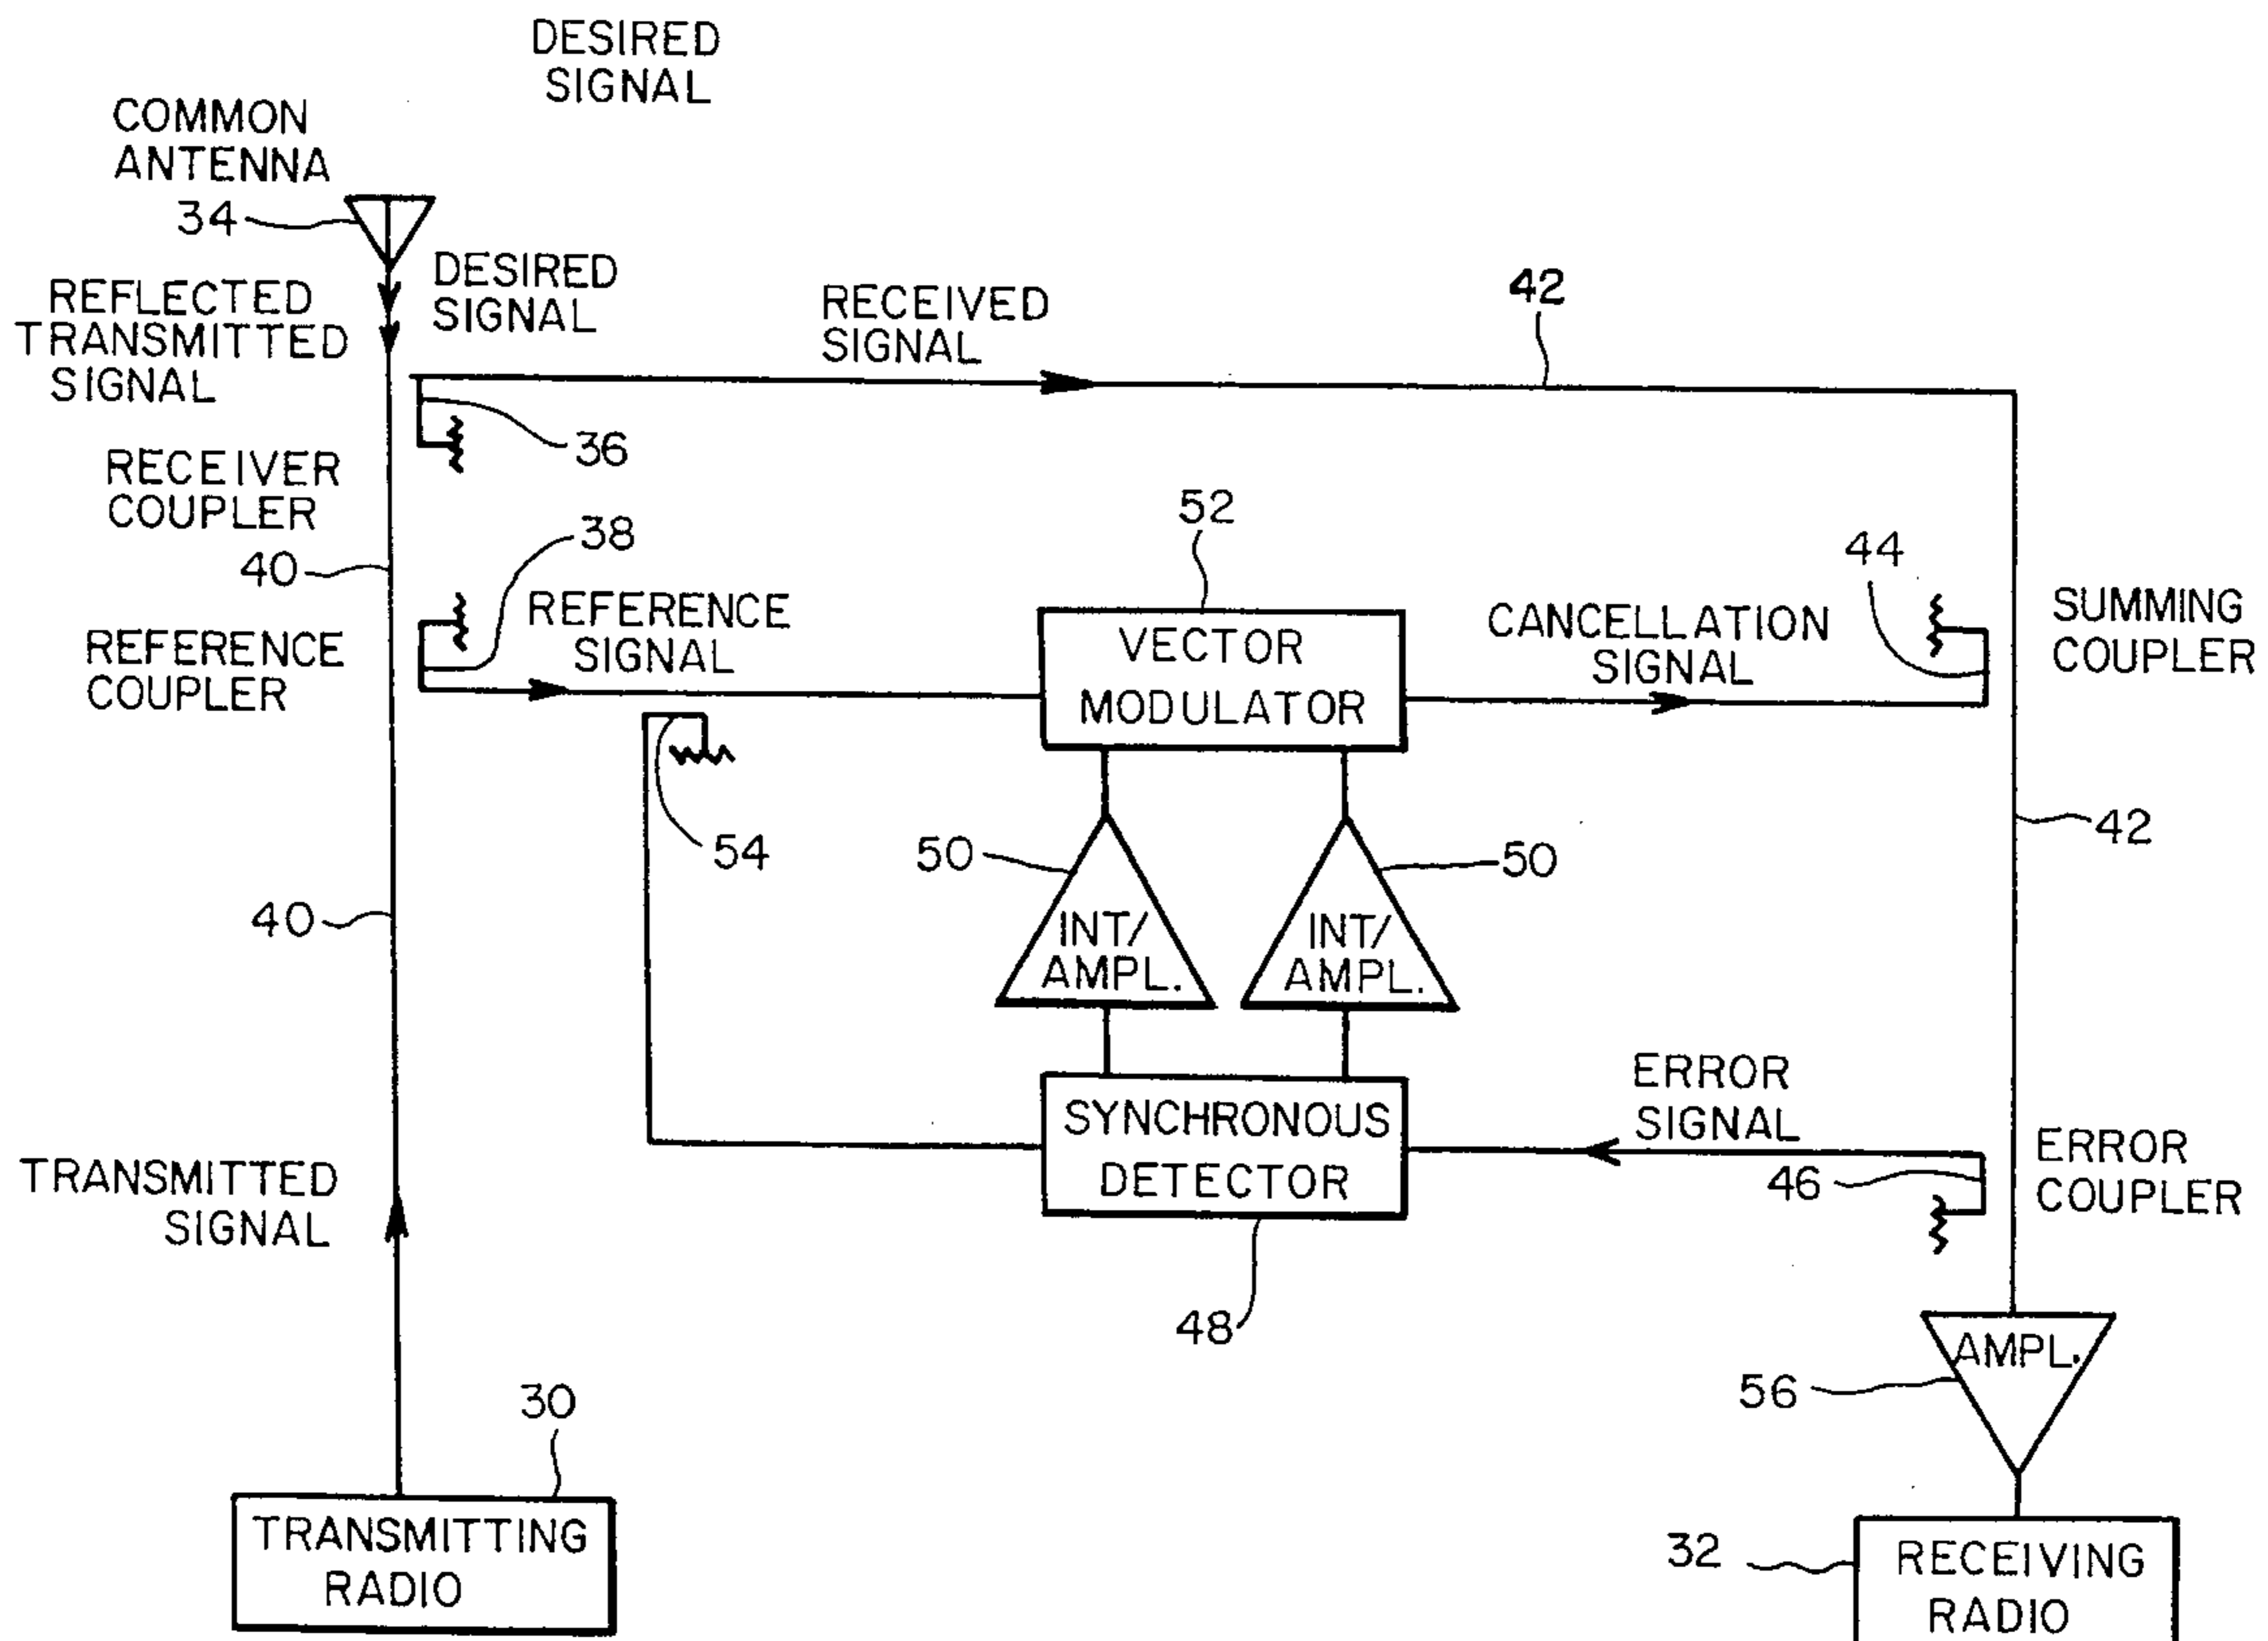 DESIRED
SIGNAL
COMMON
ANTENNA
34
REFLECTED
TRANSMITTED
SIGNAL
DESIRED
SIGNAL
RECEIVED
SIGNAL
42
36
RECEIVER
COUPLER
40
38
REFERENCE
COUPLER
REFERENCE
SIGNAL
52
VECTOR
MODULATOR
CANCELLATION
SIGNAL
44
SUMMING
COUPLER
54
50
INT/
AMPL.
50
INT/
AMPL.
42
40
TRANSMITTED
SIGNAL
SYNCHRONOUS
DETECTOR
48
ERROR
SIGNAL
46
ERROR
COUPLER
AMPL.
56
30
TRANSMITTING
RADIO
32
RECEIVING
RADIO